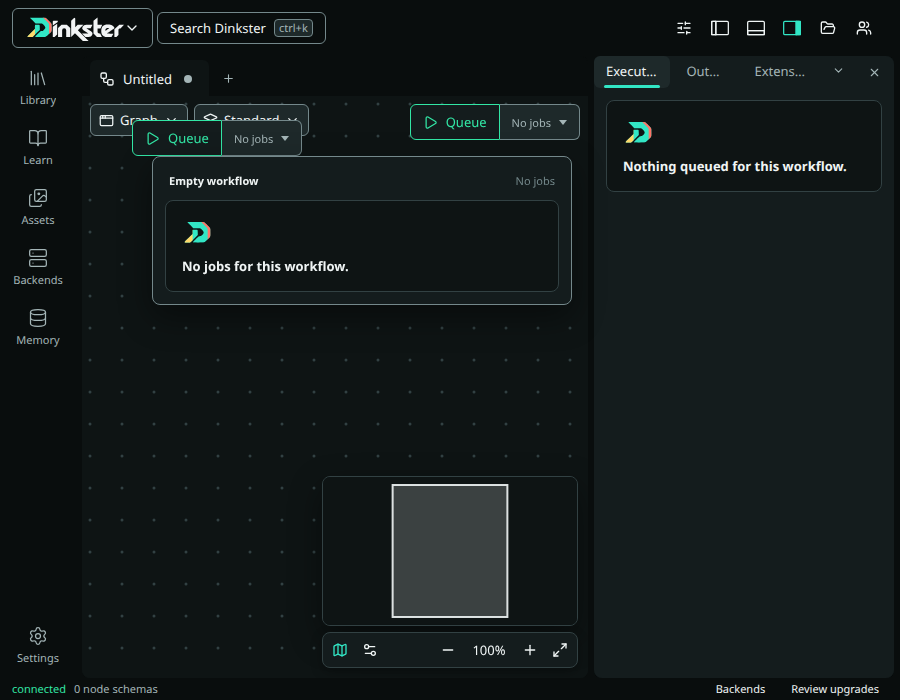 Dinkster
Search Dinkster ctrl+k
Library
Learn
Assets
Backends
Memory
Settings
Untitled
Graph
Standard
Queue No jobs
Queue No jobs
Empty workflow No jobs
No jobs for this workflow.
100%
Execut... Out... Extens...
Nothing queued for this workflow.
connected 0 node schemas
Backends Review upgrades